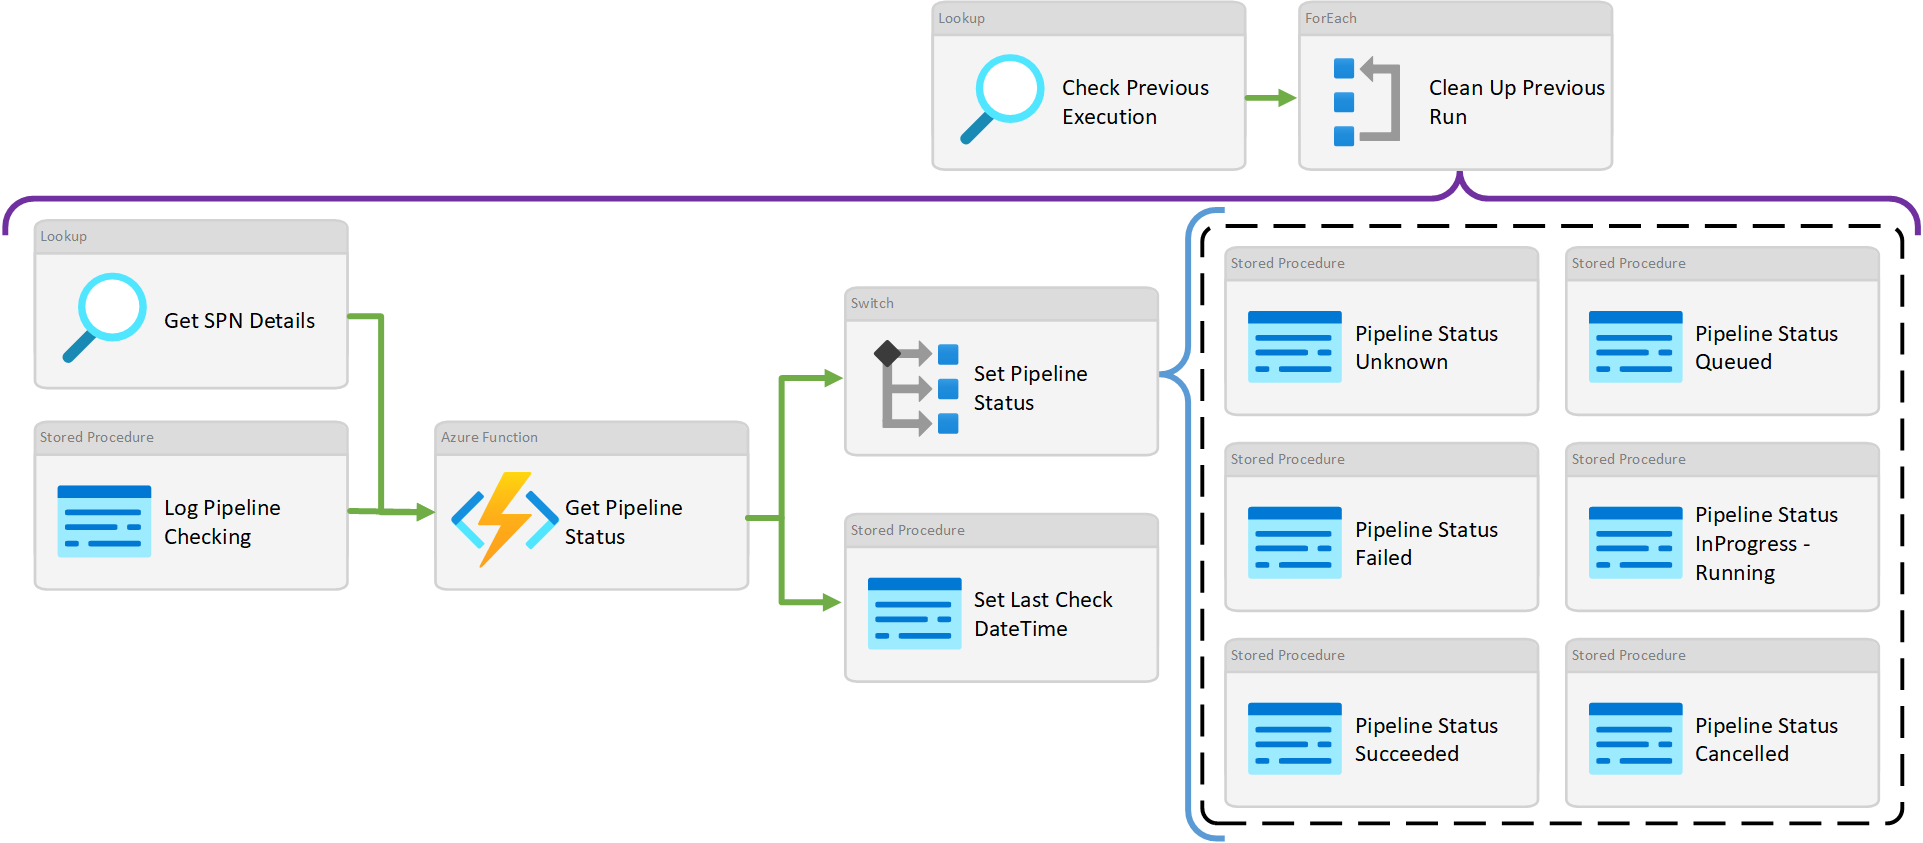 Lookup
Check Previous
Execution
ForEach
Clean Up Previous
Run
Lookup
Get SPN Details
Stored Procedure
Log Pipeline
Checking
Azure Function
Get Pipeline
Status
Switch
Set Pipeline
Status
Stored Procedure
Set Last Check
DateTime
Stored Procedure
Pipeline Status
Unknown
Stored Procedure
Pipeline Status
Queued
Stored Procedure
Pipeline Status
Failed
Stored Procedure
Pipeline Status
InProgress -
Running
Stored Procedure
Pipeline Status
Succeeded
Stored Procedure
Pipeline Status
Cancelled